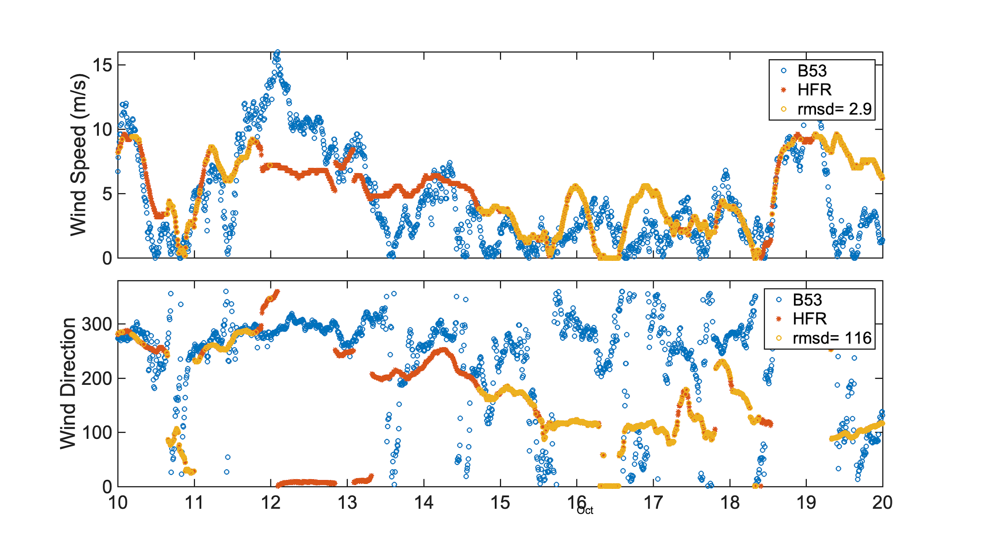 Wind Speed (m/s)
15
10
5
0
B53
HFR
rmsd= 2.9
Wind Direction
300
200
100
0
B53
HFR
rmsd= 116
10 11 12 13 14 15 16 17 18 19 20
Oct